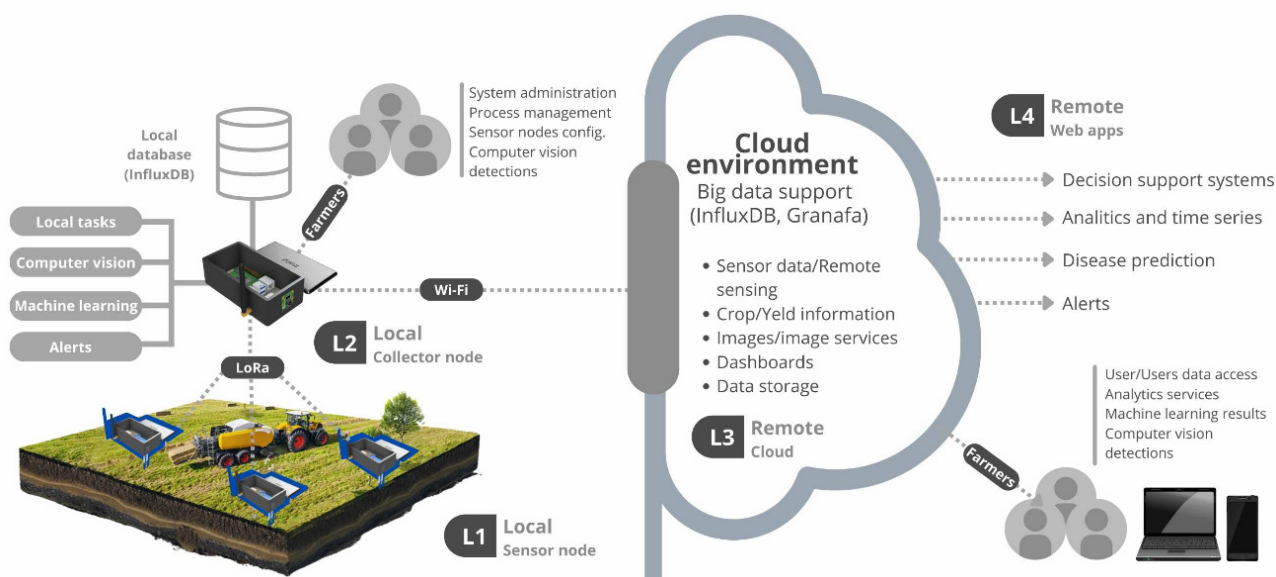 Local
database
(InfluxDB)
System administration
Process management
Sensor nodes config.
Computer vision
detections
Farmers
Local tasks
Computer vision
Machine learning
Alerts
Wi-Fi
L2
Local
Collector node
LoRa
L1
Local
Sensor node
Cloud
environment
Big data support
(InfluxDB, Granafa)
• Sensor data/Remote
sensing
• Crop/Yeld information
• Images/image services
• Dashboards
• Data storage
L3
Remote
Cloud
L4
Remote
Web apps
Decision support systems
Analitics and time series
Disease prediction
Alerts
Farmers
User/Users data access
Analytics services
Machine learning results
Computer vision
detections